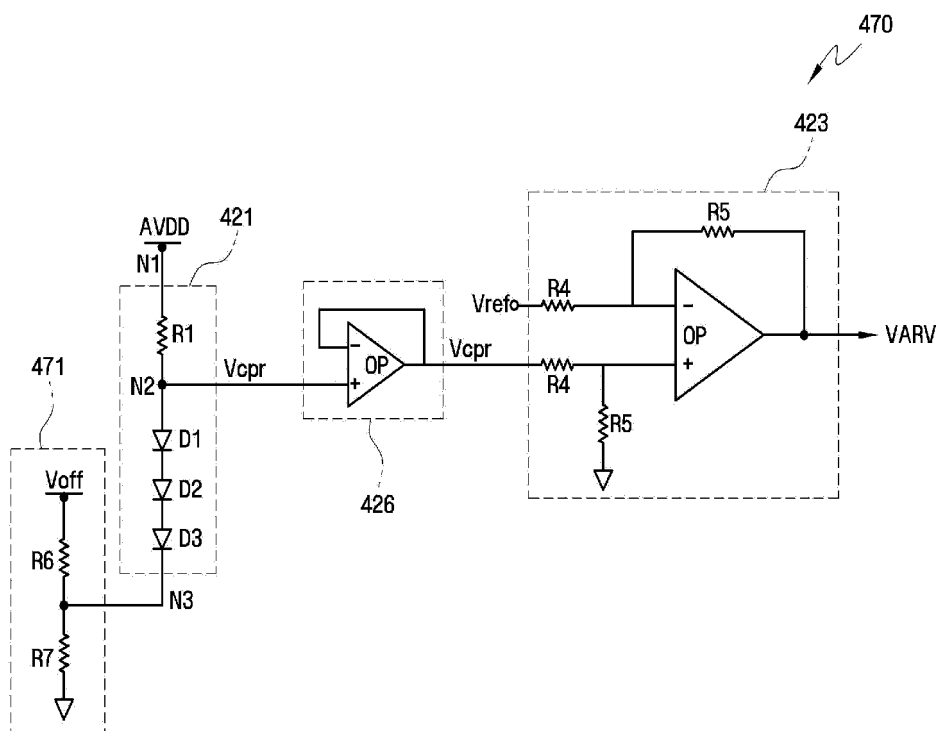 470
423
421
AVDD
N1
R5
R4
Vref
R1
OP
OP
VARV
471
N2
Vcpr
Vcpr
R4
D1
R5
Voff
D2
426
D3
R6
N3
R7